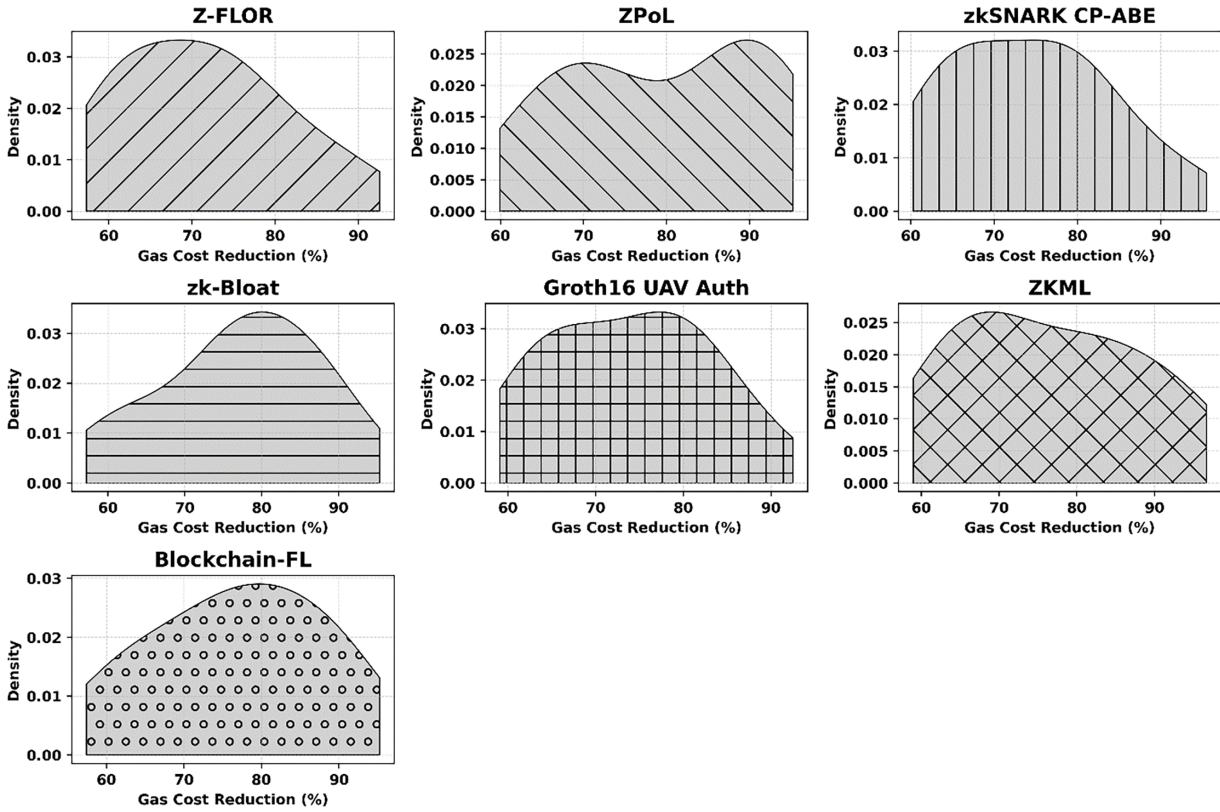 Z-FLOR
Density
0.03
0.02
0.01
0.00
60 70 80 90
Gas Cost Reduction (%)
ZPoL
Density
0.025
0.020
0.015
0.010
0.005
0.000
60 70 80 90
Gas Cost Reduction (%)
zkSNARK CP-ABE
Density
0.03
0.02
0.01
0.00
60 70 80 90
Gas Cost Reduction (%)
zk-Bloat
Density
0.03
0.02
0.01
0.00
60 70 80 90
Gas Cost Reduction (%)
Groth16 UAV Auth
Density
0.03
0.02
0.01
0.00
60 70 80 90
Gas Cost Reduction (%)
ZKML
Density
0.025
0.020
0.015
0.010
0.005
0.000
60 70 80 90
Gas Cost Reduction (%)
Blockchain-FL
Density
0.03
0.02
0.01
0.00
60 70 80 90
Gas Cost Reduction (%)